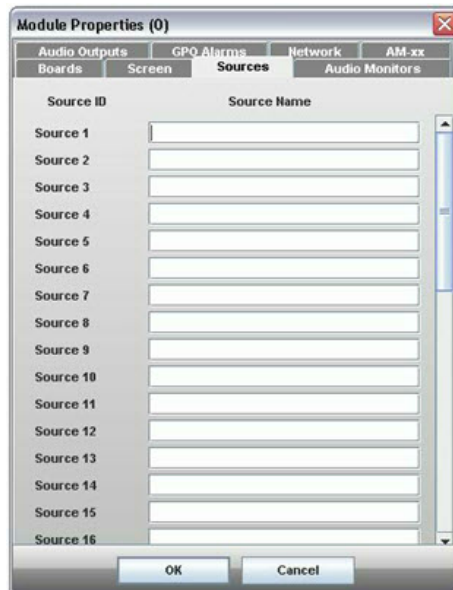 Module Properties (0)
Audio Outputs GPO Alarms Network AM-xx
Boards Screen Sources Audio Monitors
Source ID Source Name
Source 1
Source 2
Source 3
Source 4
Source 5
Source 6
Source 7
Source 8
Source 9
Source 10
Source 11
Source 12
Source 13
Source 14
Source 15
Source 16
OK Cancel